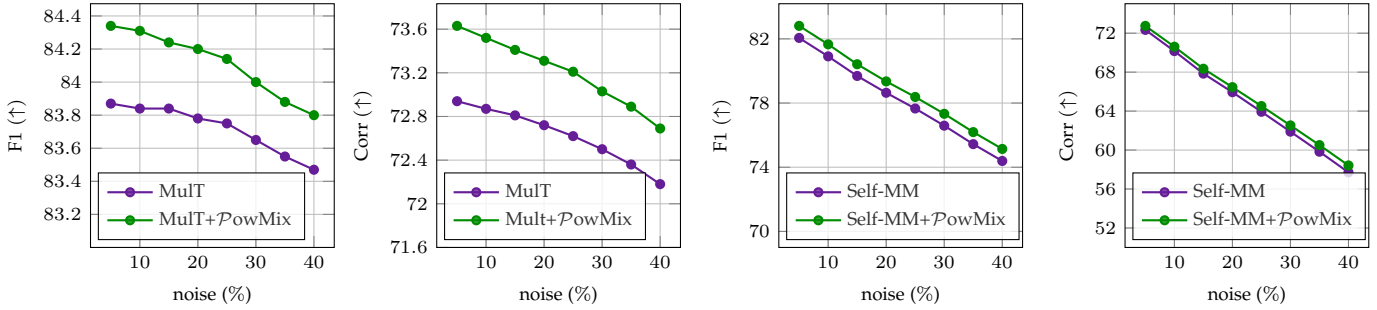 84.4
84.2
84
83.8
83.6
83.4
83.2
F1 (↑)
MulT
MulT+𝒫owMix
10 20 30 40
noise (%)
73.6
73.2
72.8
72.4
72
71.6
Corr (↑)
MulT
Mult+𝒫owMix
10 20 30 40
noise (%)
82
78
74
70
F1 (↑)
Self-MM
Self-MM+𝒫owMix
10 20 30 40
noise (%)
72
68
64
60
56
52
Corr (↑)
Self-MM
Self-MM+𝒫owMix
10 20 30 40
noise (%)